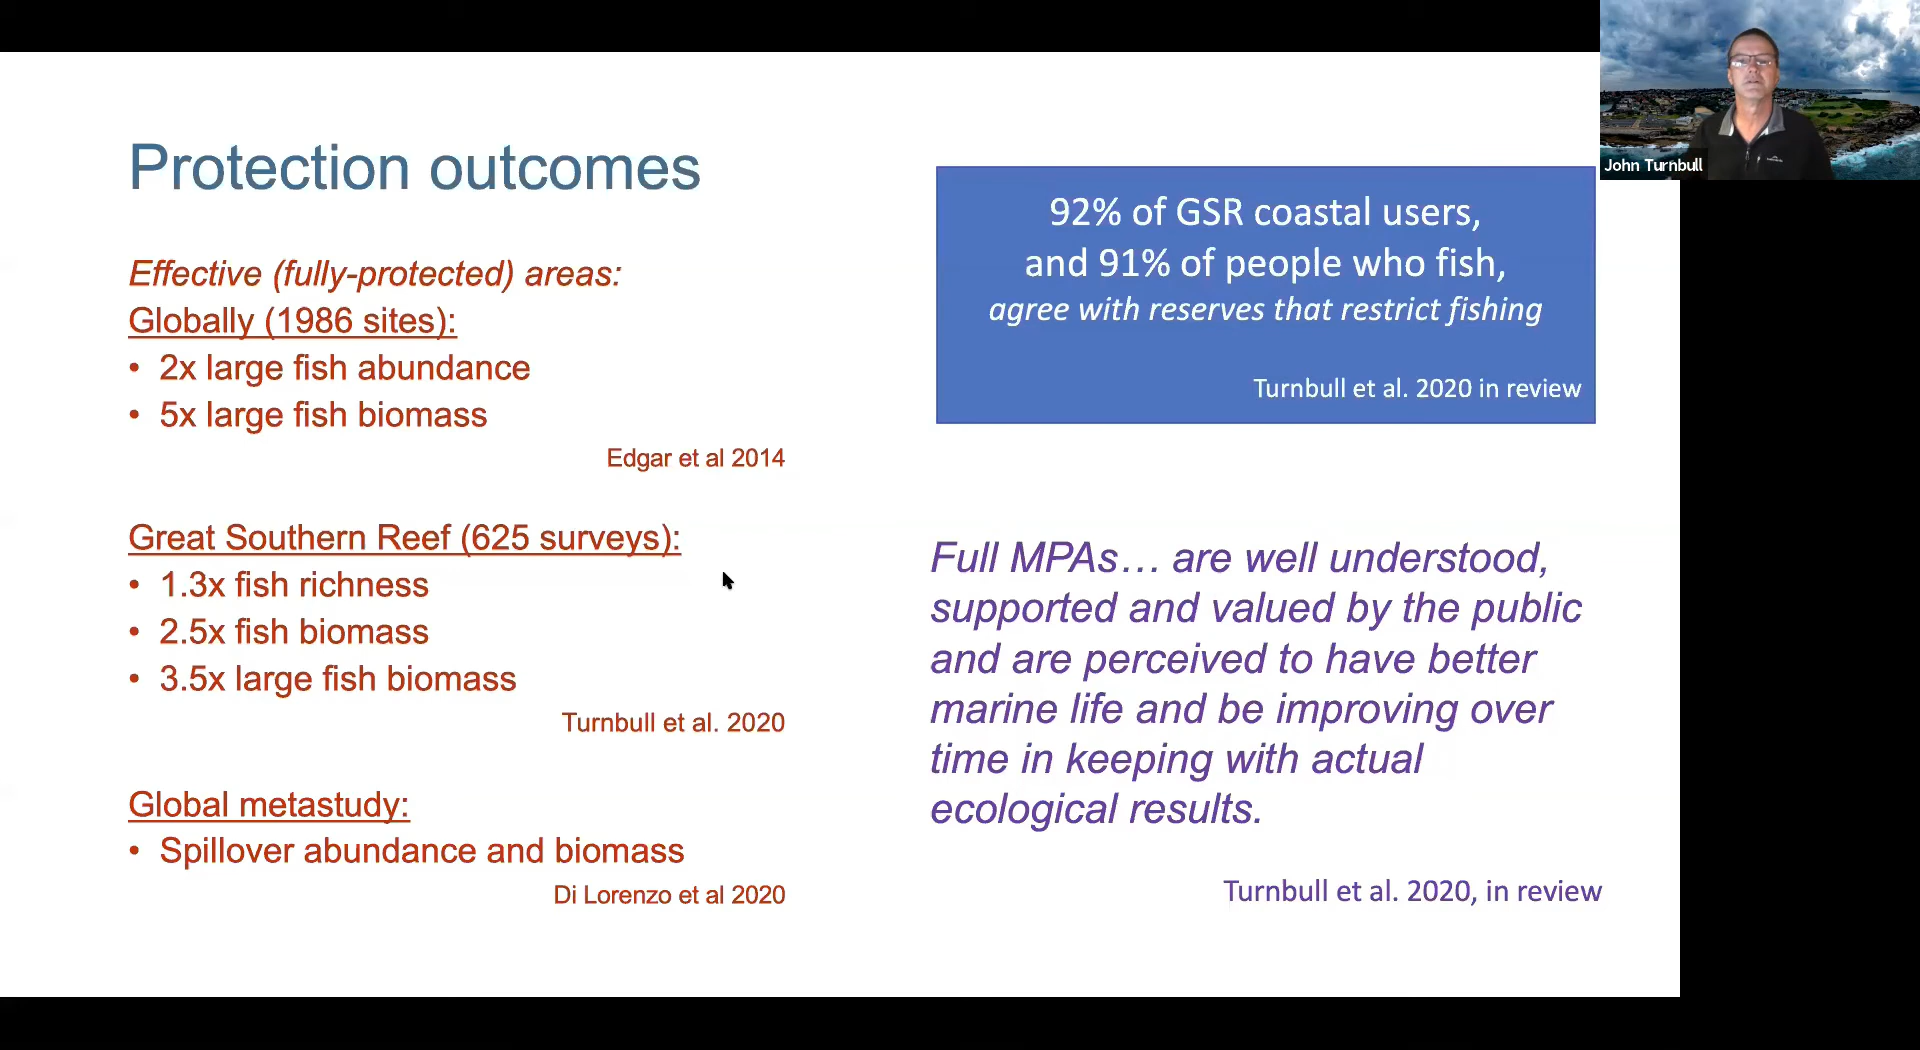 Protection outcomes
Effective (fully-protected) areas:
Globally (1986 sites):
• 2x large fish abundance
• 5x large fish biomass
Edgar et al 2014
Great Southern Reef (625 surveys):
• 1.3x fish richness
• 2.5x fish biomass
• 3.5x large fish biomass
Turnbull et al. 2020
Global metastudy:
• Spillover abundance and biomass
Di Lorenzo et al 2020
92% of GSR coastal users,
and 91% of people who fish,
agree with reserves that restrict fishing
Turnbull et al. 2020 in review
Full MPAs… are well understood,
supported and valued by the public
and are perceived to have better
marine life and be improving over
time in keeping with actual
ecological results.
Turnbull et al. 2020, in review
John Turnbull